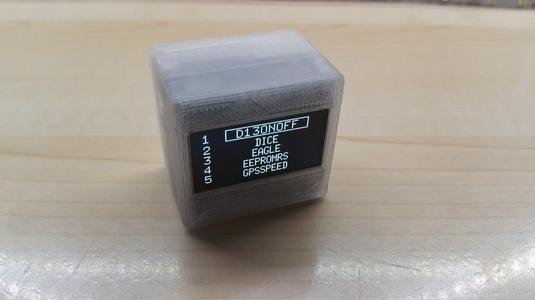 1 D13ONOFF
2 DICE
3 EAGLE
4 EEPROMRS
5 GPSSPEED